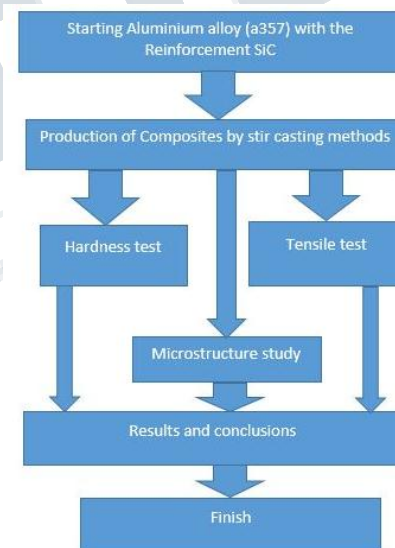 Starting Aluminium alloy (a357) with the
Reinforcement SiC
Production of Composites by stir casting methods
Hardness test
Tensile test
Microstructure study
Results and conclusions
Finish